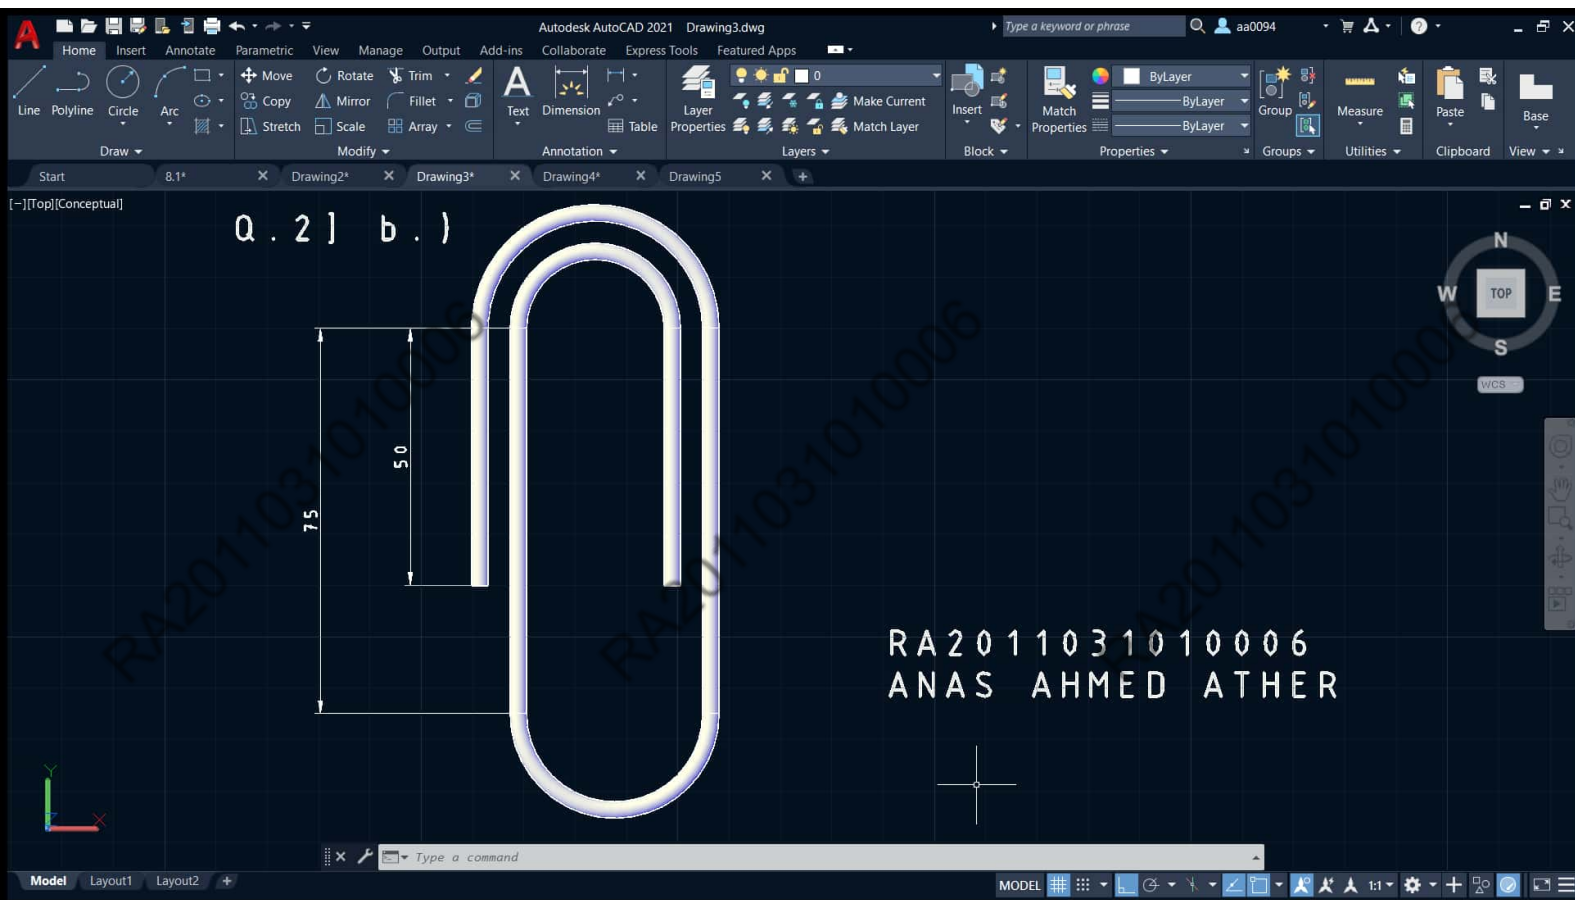 Autodesk AutoCAD 2021 Drawing3.dwg
Type a keyword or phrase
aa0094
Home Insert Annotate Parametric View Manage Output Add-ins Collaborate Express Tools Featured Apps
Move Rotate Trim
0
ByLayer
Line Polyline Circle Arc
Copy Mirror Fillet
Text Dimension
Layer Properties
Make Current
Insert
Match Properties
ByLayer
Group
Measure
Paste
Base
Stretch Scale Array
Table
Match Layer
ByLayer
Draw Modify Annotation Layers Block Properties Groups Utilities Clipboard View
Start 8.1* Drawing2* Drawing3* Drawing4* Drawing5
[-][Top][Conceptual]
Q.2] b.)
N
W TOP E
S
WCS
50
75
RA2011031010006
RA2011031010006
RA2011031010006
RA2011031010006
ANAS AHMED ATHER
Y
X
Type a command
Model Layout1 Layout2
MODEL
1:1